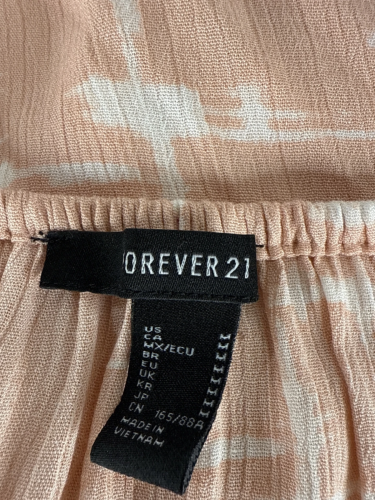 OREVER 21
US M
CA M
MX/ECU M
BR M
EU M
UK M
KR M
JP M
CN 165/88A
MADE IN
VIETNAM